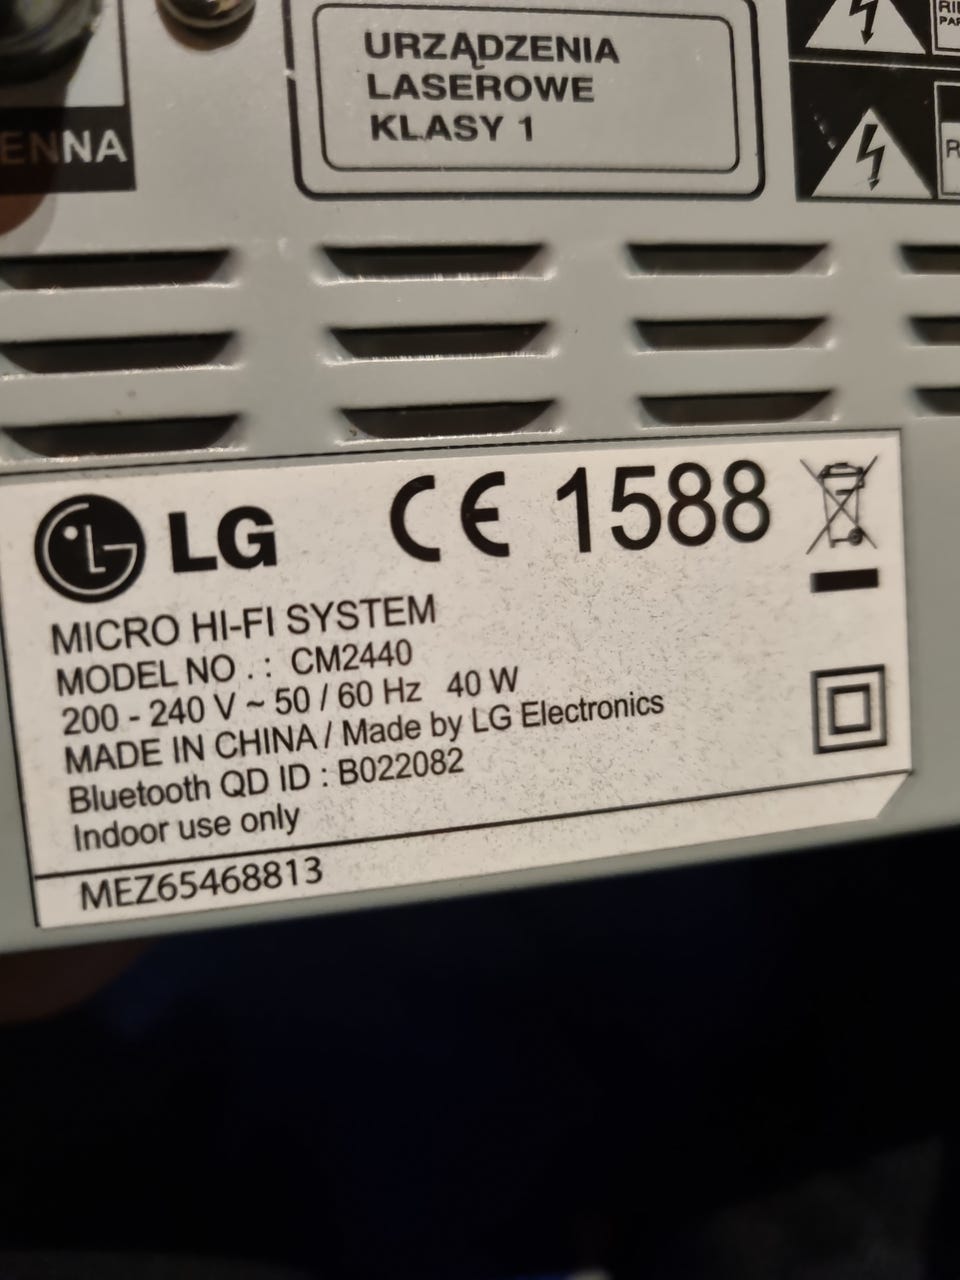 URZĄDZENIA
LASEROWE
KLASY 1
ENNA
LG CE 1588
MICRO HI-FI SYSTEM
MODEL NO . : CM2440
200 - 240 V ~ 50 / 60 Hz 40 W
MADE IN CHINA / Made by LG Electronics
Bluetooth QD ID : B022082
Indoor use only
MEZ65468813